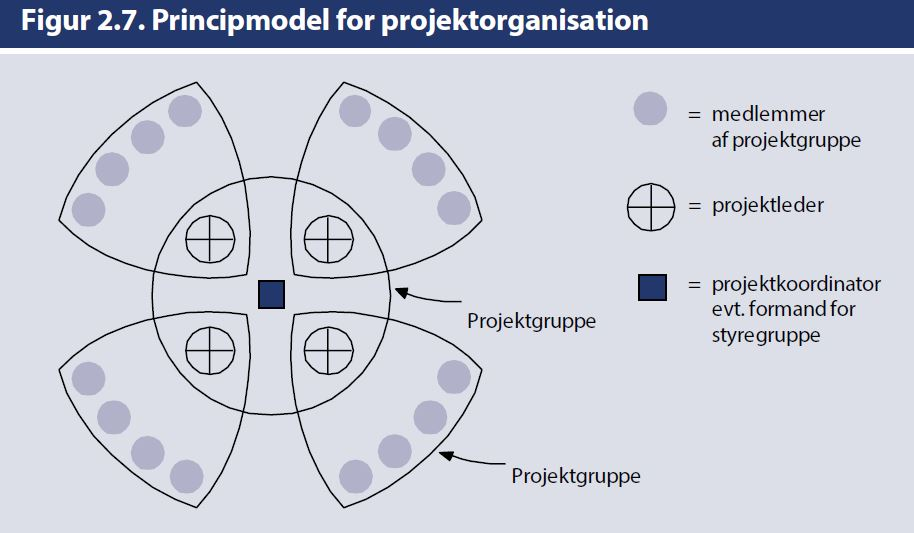 Figur 2.7. Principmodel for projektorganisation
= medlemmer
af projektgruppe
= projektleder
= projektkoordinator
evt. formand for
styregruppe
Projektgruppe
Projektgruppe